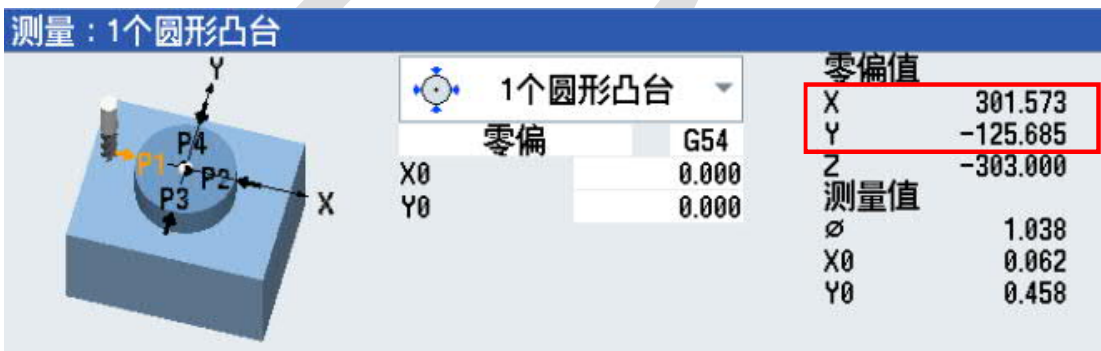 测量：1个圆形凸台
Y
P4
P1
P2
P3
X
1个圆形凸台
零偏 G54
X0 0.000
Y0 0.000
零偏值
X 301.573
Y -125.685
Z -303.000
测量值
ø 1.038
X0 0.062
Y0 0.458